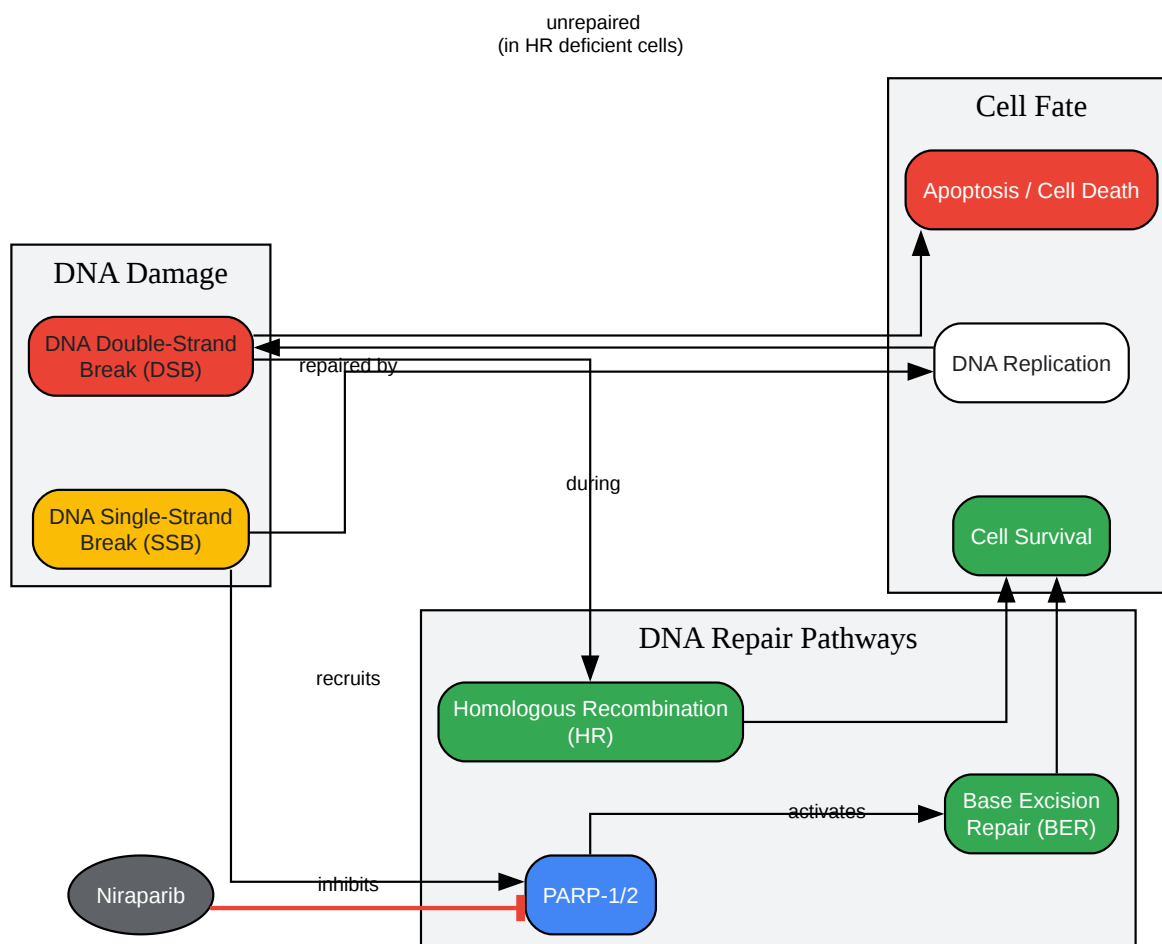 unrepaired
(in HR deficient cells)
Cell Fate
Apoptosis / Cell Death
DNA Damage
DNA Double-Strand
Break (DSB)
repaired by
DNA Replication
during
DNA Single-Strand
Break (SSB)
Cell Survival
DNA Repair Pathways
recruits
Homologous Recombination
(HR)
activates
Base Excision
Repair (BER)
Niraparib
inhibits
PARP-1/2